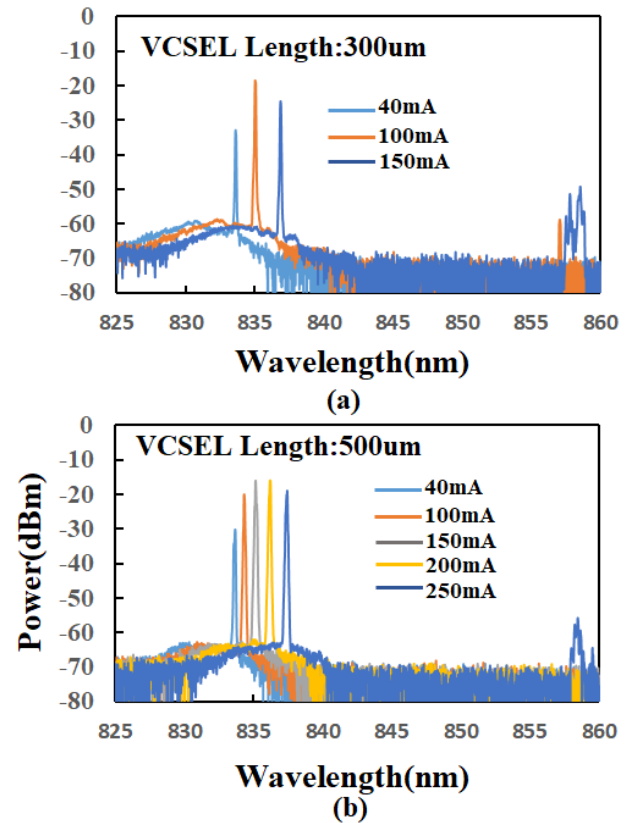 0
-10
-20
-30
-40
-50
-60
-70
-80
VCSEL Length:300um
40mA
100mA
150mA
825 830 835 840 845 850 855 860
Wavelength(nm)
(a)
Power(dBm)
0
-10
-20
-30
-40
-50
-60
-70
-80
VCSEL Length:500um
40mA
100mA
150mA
200mA
250mA
825 830 835 840 845 850 855 860
Wavelength(nm)
(b)